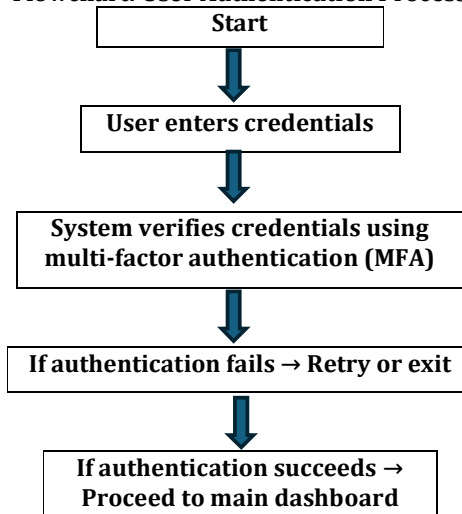 Flowchart: User Authentication Process
Start
User enters credentials
System verifies credentials using
multi-factor authentication (MFA)
If authentication fails → Retry or exit
If authentication succeeds →
Proceed to main dashboard